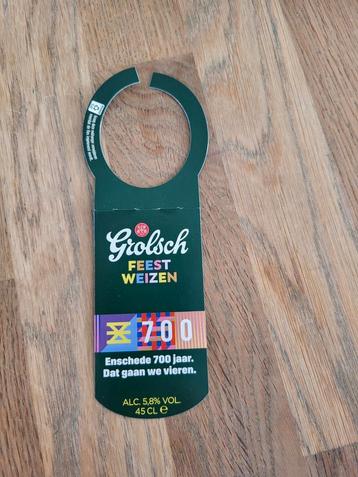 Grolsch
FEEST
WEIZEN
700
Enschede 700 jaar.
Dat gaan we vieren.
ALC. 5,8% VOL.
45 CL ℮